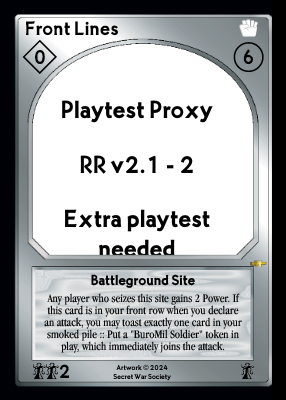 Front Lines
0
6
Playtest Proxy
RR v2.1 - 2
Extra playtest
needed
Battleground Site
Any player who seizes this site gains 2 Power. If
this card is in your front row when you declare
an attack, you may toast exactly one card in your
smoked pile :: Put a "BuroMil Soldier" token in
play, which immediately joins the attack.
2
Artwork © 2024
Secret War Society